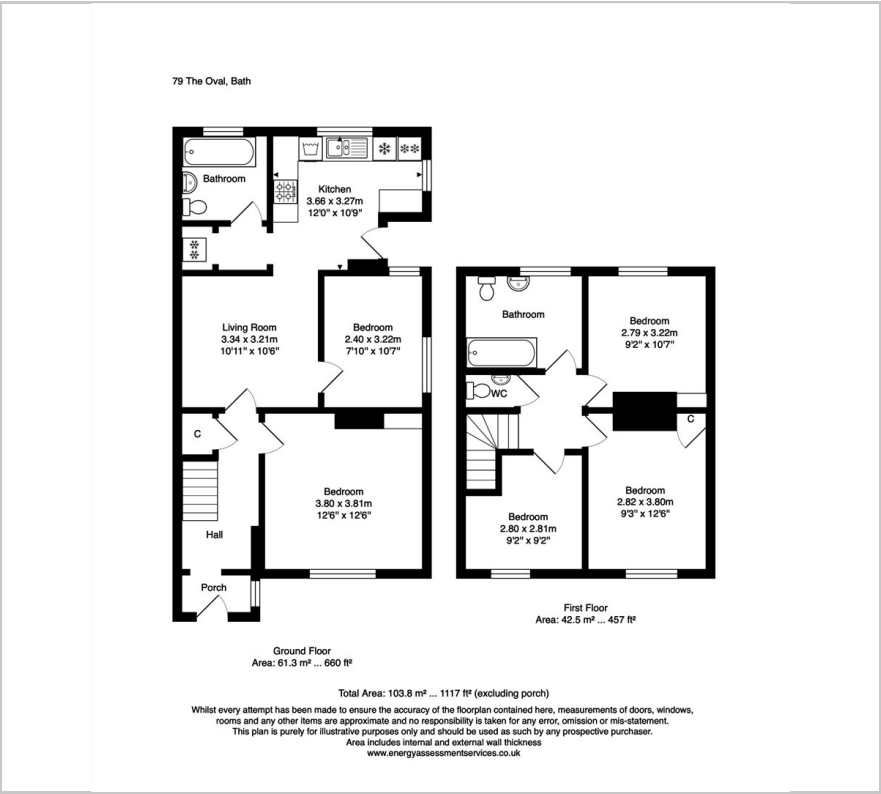 79 The Oval, Bath
Bathroom
Kitchen
3.66 x 3.27m
12'0" x 10'9"
Living Room
3.34 x 3.21m
10'11" x 10'6"
Bedroom
2.40 x 3.22m
7'10" x 10'7"
C
Bedroom
3.80 x 3.81m
12'6" x 12'6"
Hall
Porch
Ground Floor
Area: 61.3 m² ... 660 ft²
Bathroom
Bedroom
2.79 x 3.22m
9'2" x 10'7"
WC
C
Bedroom
2.82 x 3.80m
9'3" x 12'6"
Bedroom
2.80 x 2.81m
9'2" x 9'2"
First Floor
Area: 42.5 m² ... 457 ft²
Total Area: 103.8 m² ... 1117 ft² (excluding porch)
Whilst every attempt has been made to ensure the accuracy of the floorplan contained here, measurements of doors, windows,
rooms and any other items are approximate and no responsibility is taken for any error, omission or mis-statement.
This plan is purely for illustrative purposes only and should be used as such by any prospective purchaser.
Area includes internal and external wall thickness
www.energyassessmentservices.co.uk